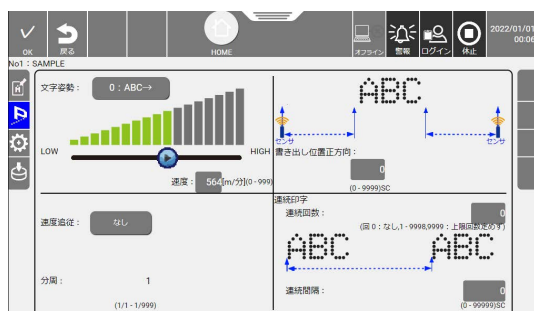 OK
戻る
HOME
オフライン
警報
ログイン
休止
2022/01/01
00:06
No1 : SAMPLE
文字姿勢：
0 : ABC→
LOW
HIGH
速度：
564
[m/分](0 - 999)
ABC
センサ
センサ
書き出し位置正方向：
0
(0 - 9999)SC
速度追従：
なし
分周：
1
(1/1 - 1/999)
連続印字
連続回数：
0
(回 0：なし,1 - 9998,9999：上限回数定めず)
ABC
ABC
連続間隔：
0
(0 - 99999)SC